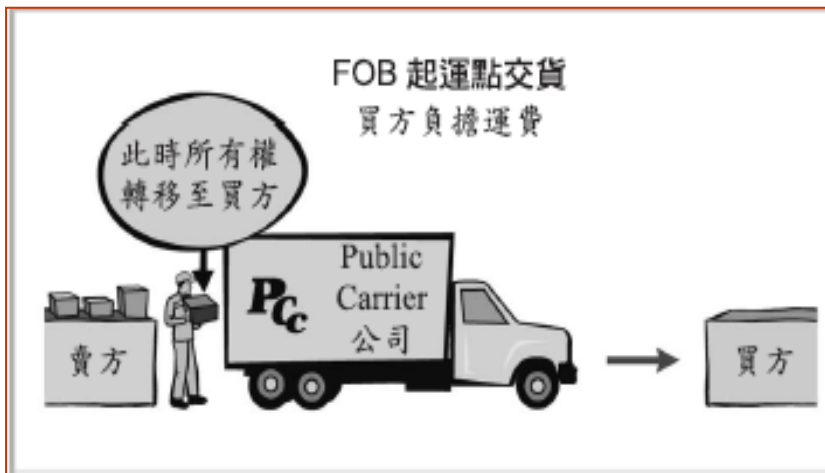 FOB 起運點交貨
買方負擔運費
此時所有權
轉移至買方
PCc
Public
Carrier
公司
賣方
買方